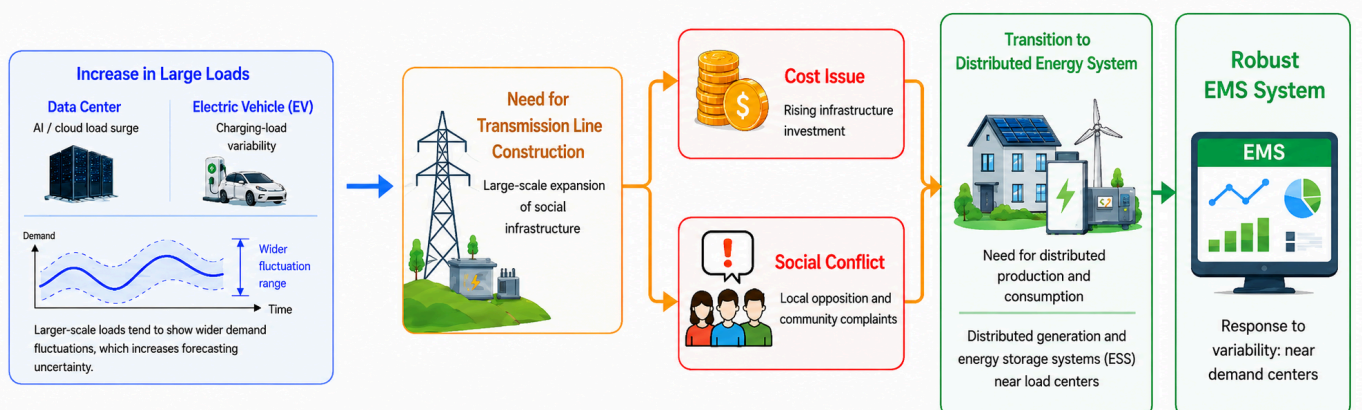 Increase in Large Loads
Data Center
AI / cloud load surge
Electric Vehicle (EV)
Charging-load
variability
Demand
Wider
fluctuation
range
Time
Larger-scale loads tend to show wider demand
fluctuations, which increases forecasting
uncertainty.
Need for
Transmission Line
Construction
Large-scale expansion
of social
infrastructure
$
Cost Issue
Rising infrastructure
investment
!
Social Conflict
Local opposition and
community complaints
Transition to
Distributed Energy System
Need for distributed
production and
consumption
Distributed generation and
energy storage systems (ESS)
near load centers
Robust
EMS System
EMS
Response to
variability: near
demand centers